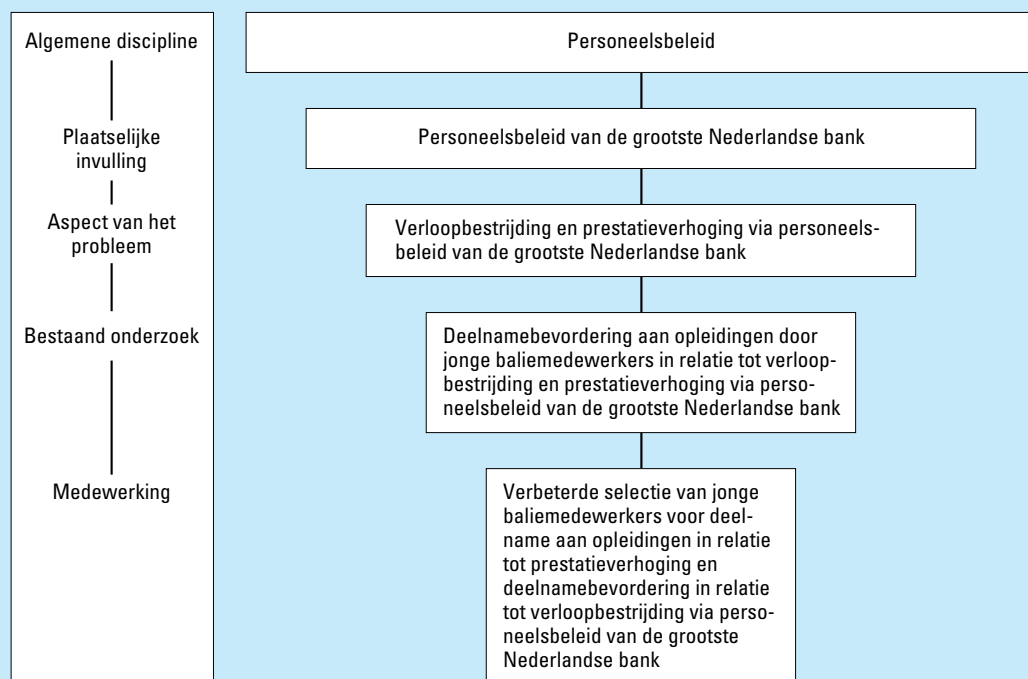 Algemene discipline
Personeelsbeleid
Plaatselijke
invulling
Personeelsbeleid van de grootste Nederlandse bank
Aspect van het
probleem
Verloopbestrijding en prestatieverhoging via personeels-
beleid van de grootste Nederlandse bank
Bestaand onderzoek
Deelnamebevordering aan opleidingen door
jonge baliemedewerkers in relatie tot verloop-
bestrijding en prestatieverhoging via perso-
neelsbeleid van de grootste Nederlandse bank
Medewerking
Verbeterde selectie van jonge
baliemedewerkers voor deel-
name aan opleidingen in relatie
tot prestatieverhoging en
deelnamebevordering in relatie
tot verloopbestrijding via perso-
neelsbeleid van de grootste
Nederlandse bank